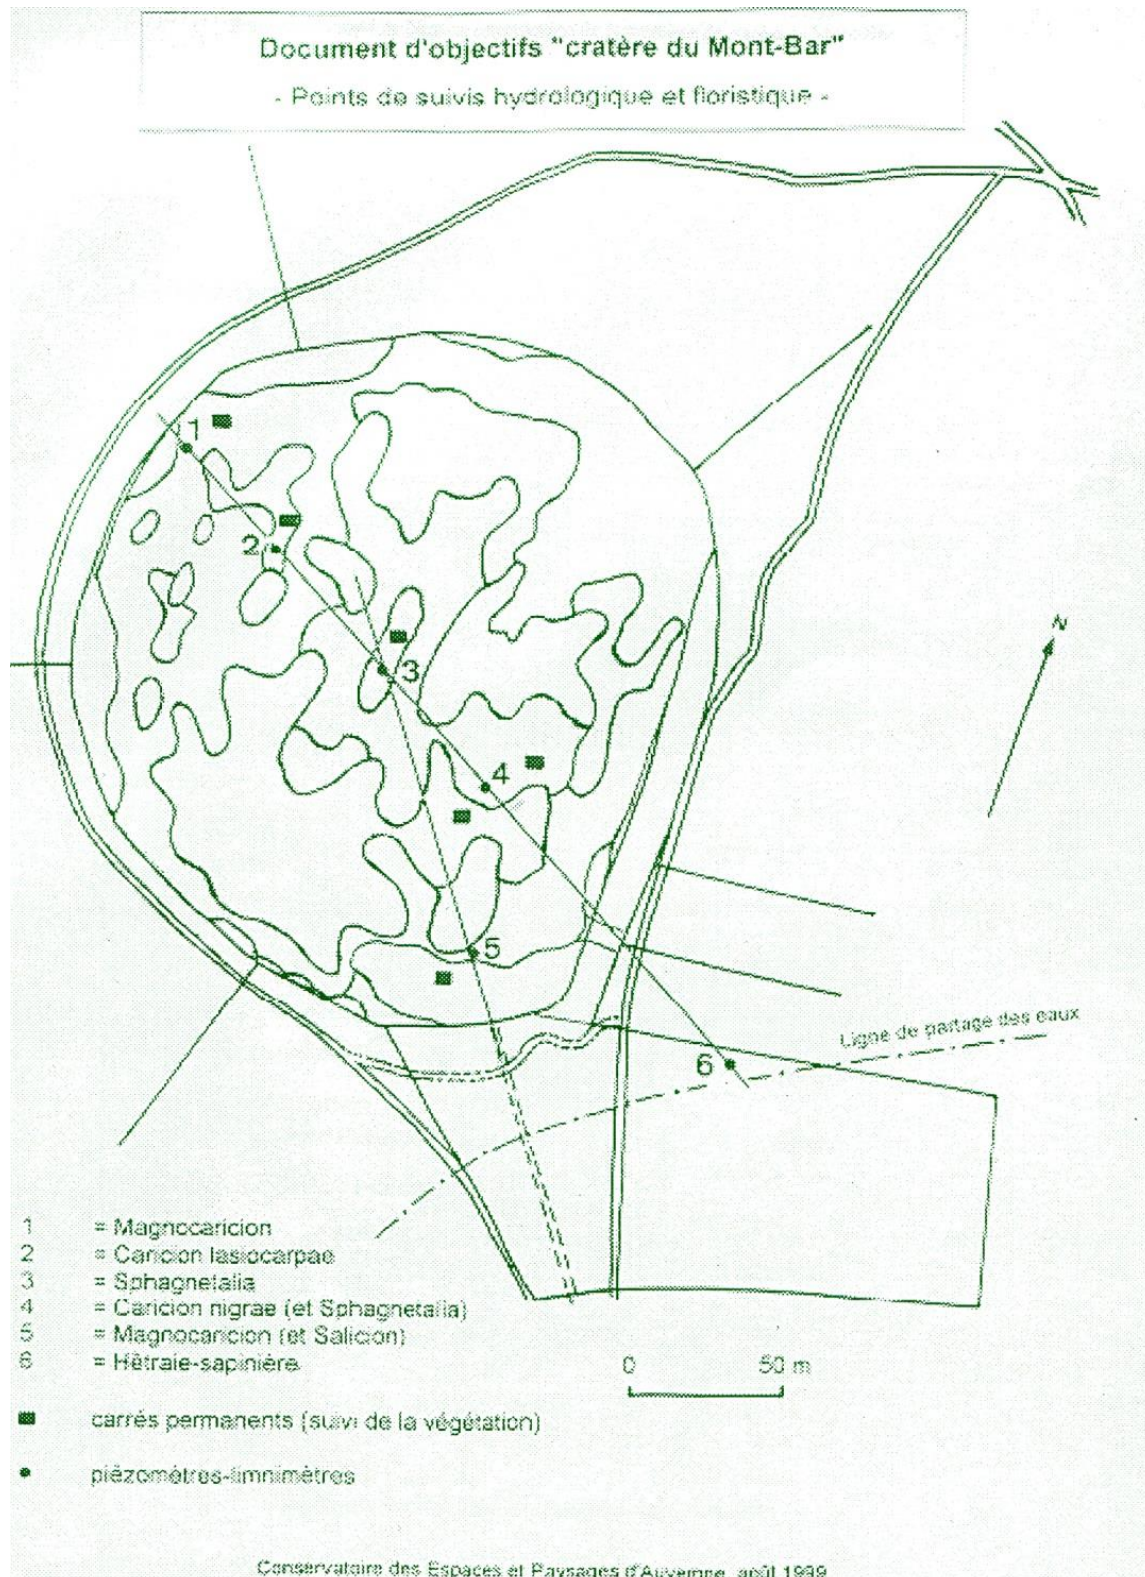 Document d'objectifs "cratère du Mont-Bar"
- Points de suivis hydrologique et floristique -
1
2
3
4
5
6
N
Ligne de partage des eaux
1 = Magnocaricion
2 = Caricion lasiocarpae
3 = Sphagnetalia
4 = Caricion nigrae (et Sphagnetalia)
5 = Magnocaricion (et Salicion)
6 = Hêtraie-sapinière
0 50 m
carrés permanents (suivi de la végétation)
piézomètres-limnimètres
Conservatoire des Espaces et Paysages d'Auvergne, août 1999